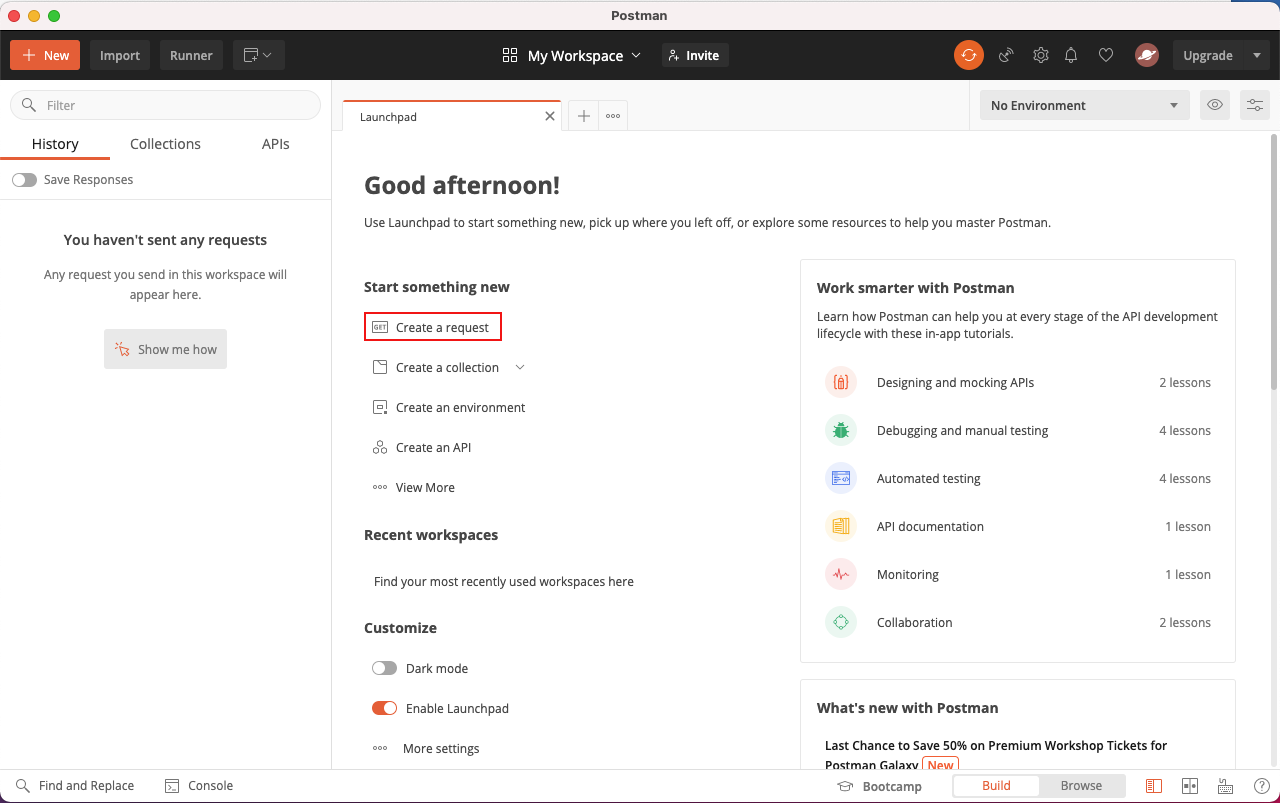 Postman
New
Import
Runner
My Workspace
Invite
Upgrade
Filter
History
Collections
APIs
Save Responses
You haven't sent any requests
Any request you send in this workspace will
appear here.
Show me how
Launchpad
No Environment
Good afternoon!
Use Launchpad to start something new, pick up where you left off, or explore some resources to help you master Postman.
Start something new
GET Create a request
Create a collection
Create an environment
Create an API
View More
Recent workspaces
Find your most recently used workspaces here
Customize
Dark mode
Enable Launchpad
More settings
Work smarter with Postman
Learn how Postman can help you at every stage of the API development
lifecycle with these in-app tutorials.
Designing and mocking APIs 2 lessons
Debugging and manual testing 4 lessons
Automated testing 4 lessons
API documentation 1 lesson
Monitoring 1 lesson
Collaboration 2 lessons
What's new with Postman
Last Chance to Save 50% on Premium Workshop Tickets for
Postman Galaxy New
Find and Replace
Console
Bootcamp
Build
Browse